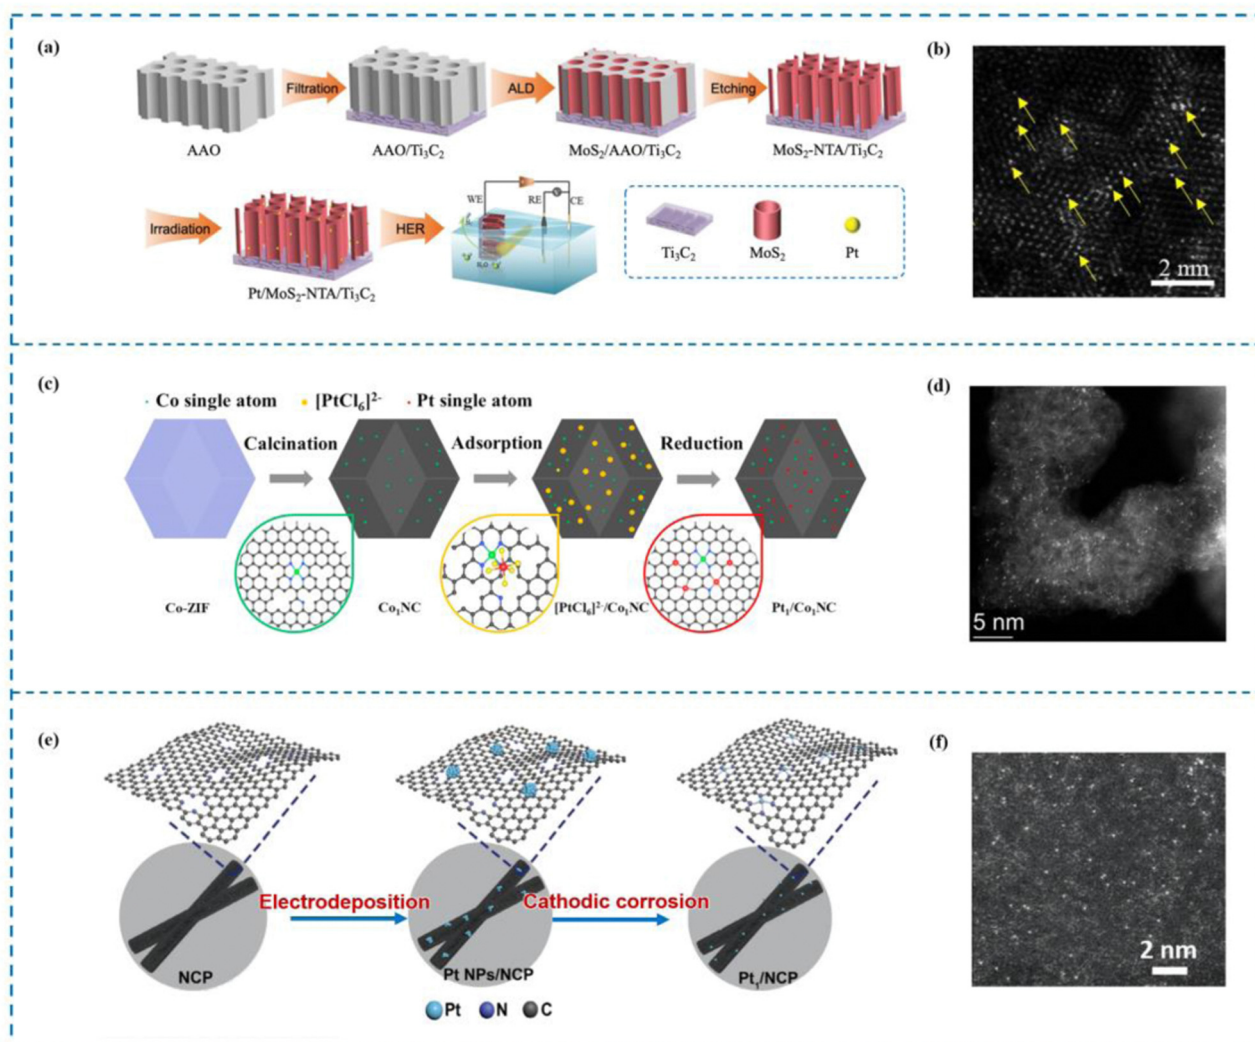 (a)
(b)
Filtration
ALD
Etching
AAO
AAO/Ti₃C₂
MoS₂/AAO/Ti₃C₂
MoS₂-NTA/Ti₃C₂
Irradiation
HER
WE
RE
V
CE
H₂O
Ti₃C₂
MoS₂
Pt
Pt/MoS₂-NTA/Ti₃C₂
2 nm
(c)
(d)
Co single atom
[PtCl₆]²⁻
Pt single atom
Calcination
Adsorption
Reduction
Co-ZIF
Co₁NC
[PtCl₆]²⁻/Co₁NC
Pt₁/Co₁NC
5 nm
(e)
(f)
Electrodeposition
Cathodic corrosion
NCP
Pt NPs/NCP
Pt₁/NCP
Pt
N
C
2 nm